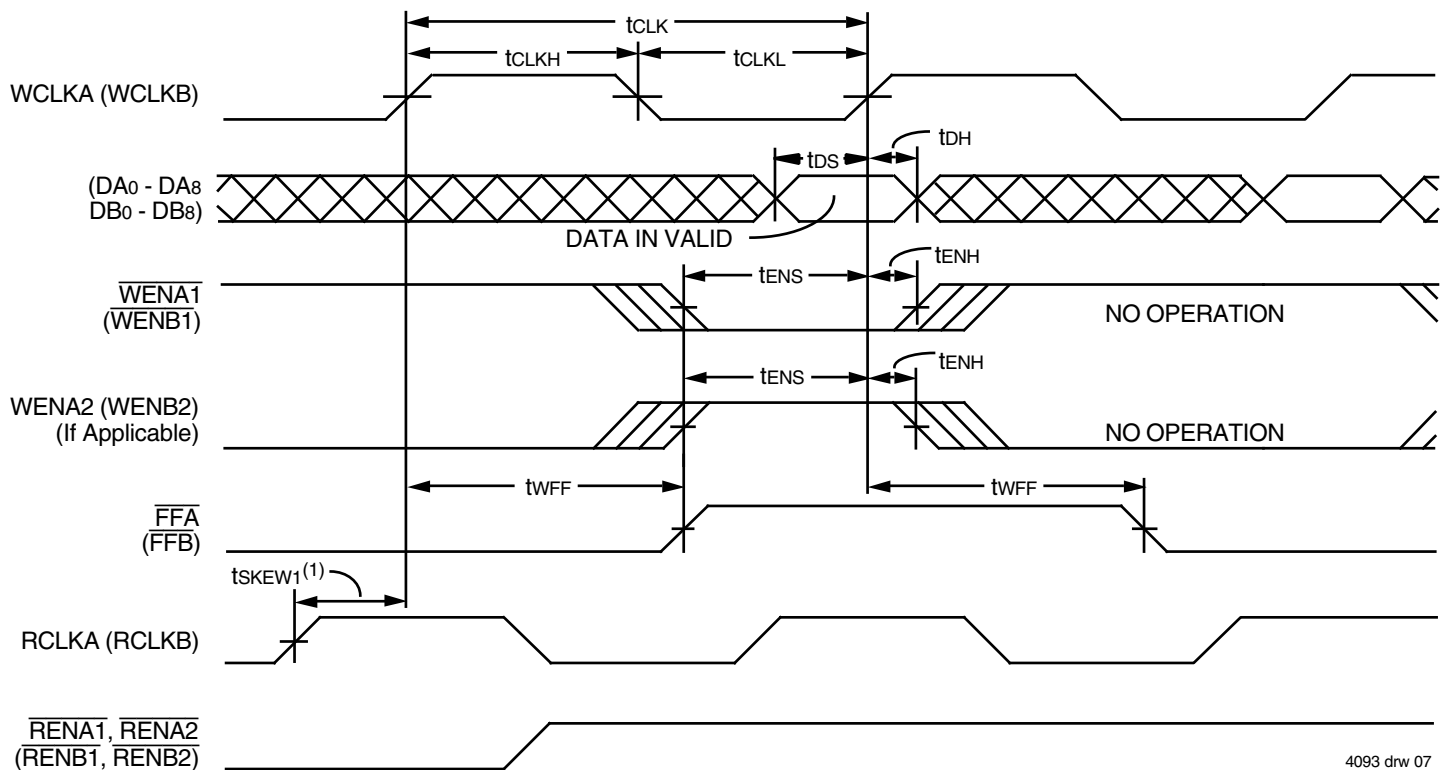 tCLK
tCLKH
tCLKL
WCLKA (WCLKB)
tDH
tDS
(DA0 - DA8
DB0 - DB8)
DATA IN VALID
tENH
tENS
WENA1
(WENB1)
NO OPERATION
tENH
tENS
WENA2 (WENB2)
(If Applicable)
NO OPERATION
tWFF
tWFF
FFA
(FFB)
tSKEW1(1)
RCLKA (RCLKB)
RENA1, RENA2
(RENB1, RENB2)
4093 drw 07